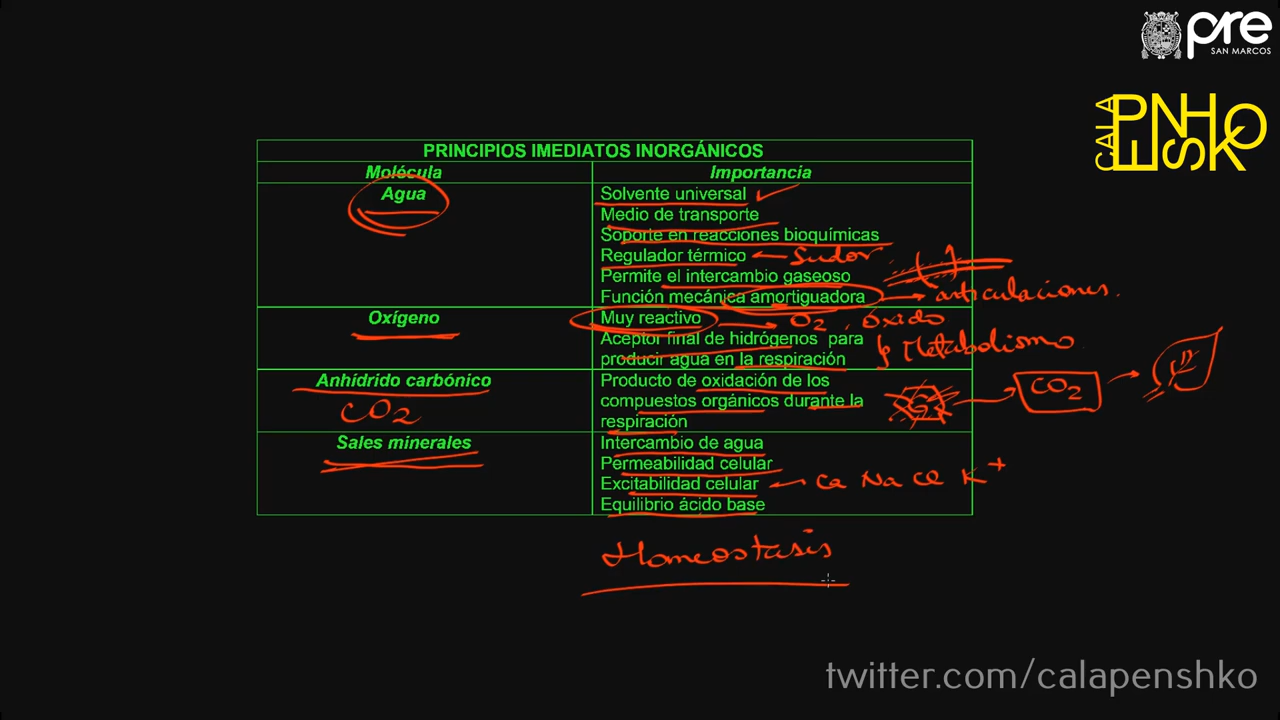 pre
SAN MARCOS
CALA
PENSHKO
PRINCIPIOS IMEDIATOS INORGÁNICOS
Molécula Importancia
Agua Solvente universal
Medio de transporte
Soporte en reacciones bioquímicas
Regulador térmico Sudor
Permite el intercambio gaseoso
Función mecánica amortiguadora articulaciones.
Oxígeno Muy reactivo O2, óxido
Aceptor final de hidrógenos para Metabolismo
producir agua en la respiración
Anhídrido carbónico Producto de oxidación de los
CO2 compuestos orgánicos durante la CO2
respiración
Sales minerales Intercambio de agua
Permeabilidad celular
Excitabilidad celular Ca Na Cl K+
Equilibrio ácido base
Homeostasis
twitter.com/calapenshko